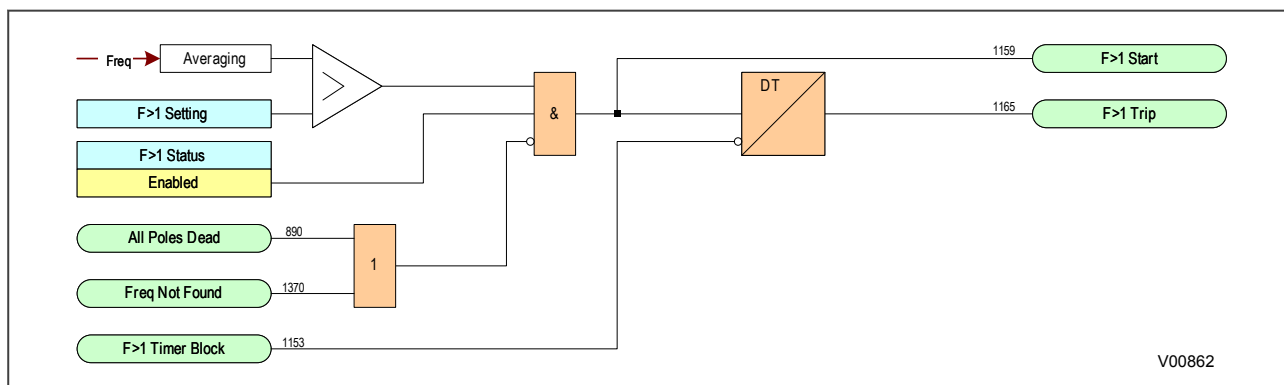 Freq
Averaging
>
F>1 Setting
F>1 Status
Enabled
&
DT
1159
F>1 Start
1165
F>1 Trip
All Poles Dead
890
1
Freq Not Found
1370
F>1 Timer Block
1153
V00862